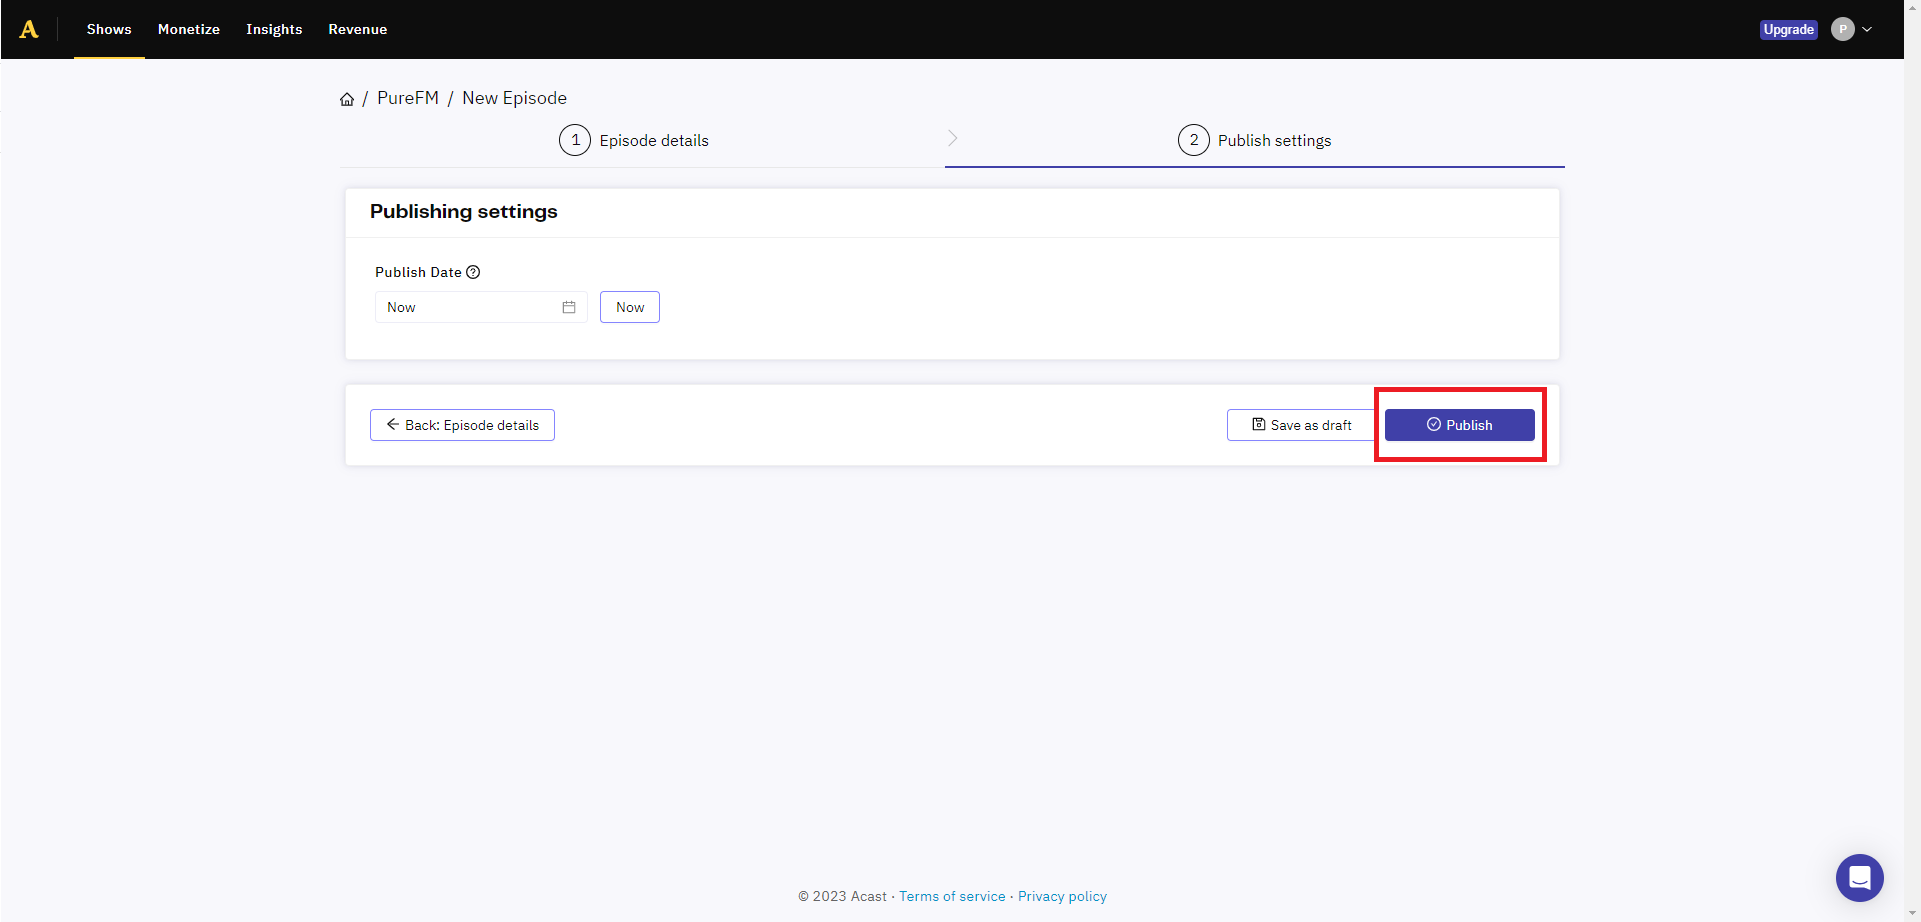 A
Shows Monetize Insights Revenue Upgrade P
/ PureFM / New Episode
1 Episode details 2 Publish settings
Publishing settings
Publish Date ?
Now Now
Back: Episode details Save as draft Publish
© 2023 Acast · Terms of service · Privacy policy